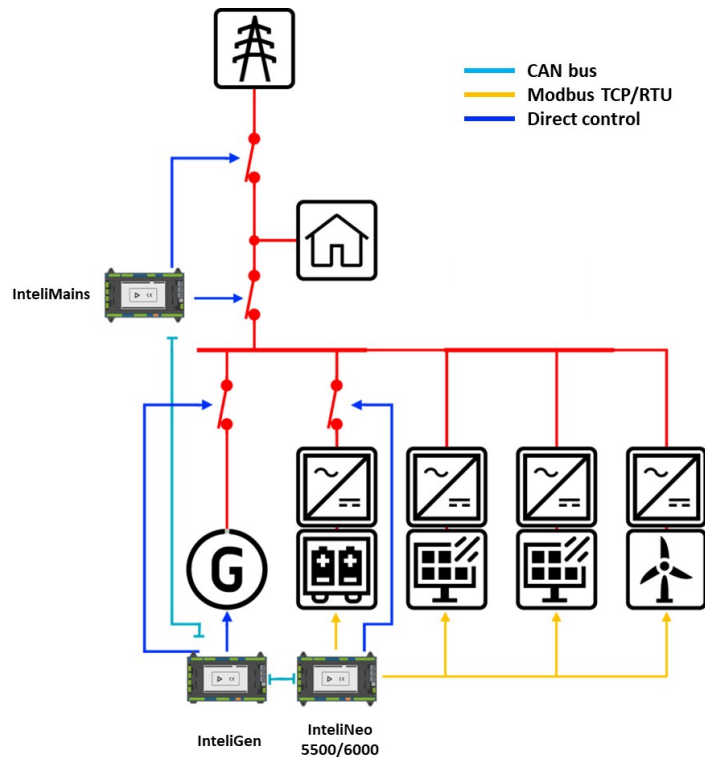 CAN bus
Modbus TCP/RTU
Direct control
InteliMains
G
InteliGen
InteliNeo
5500/6000